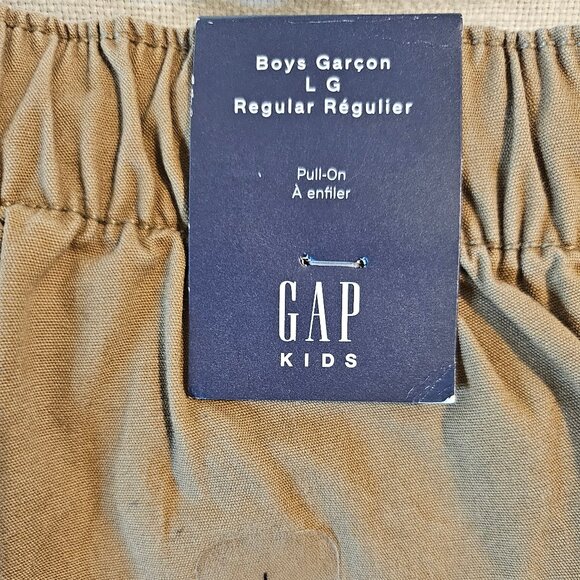 Boys Garçon
L G
Regular Régulier
Pull-On
À enfiler
GAP
KIDS